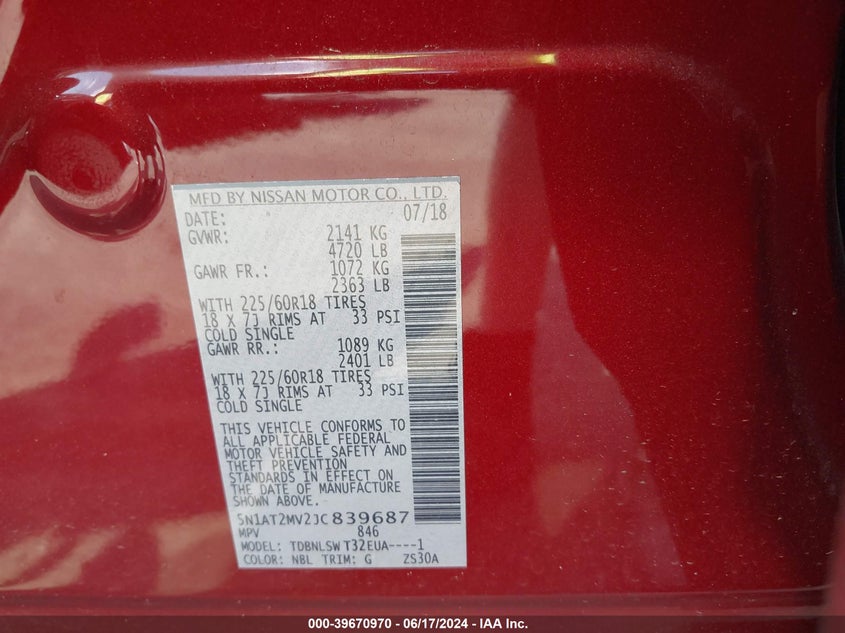 MFD BY NISSAN MOTOR CO., LTD.
DATE: 07/18
GVWR: 2141 KG
4720 LB
GAWR FR.: 1072 KG
2363 LB
WITH 225/60R18 TIRES
18 X 7J RIMS AT 33 PSI
COLD SINGLE
GAWR RR.: 1089 KG
2401 LB
WITH 225/60R18 TIRES
18 X 7J RIMS AT 33 PSI
COLD SINGLE
THIS VEHICLE CONFORMS TO
ALL APPLICABLE FEDERAL
MOTOR VEHICLE SAFETY AND
THEFT PREVENTION
STANDARDS IN EFFECT ON
THE DATE OF MANUFACTURE
SHOWN ABOVE.
5N1AT2MV2JC839687
MPV 846
MODEL: TDBNLSW T32EUA----1
COLOR: NBL TRIM: G ZS30A
000-39670970 - 06/17/2024 - IAA Inc.